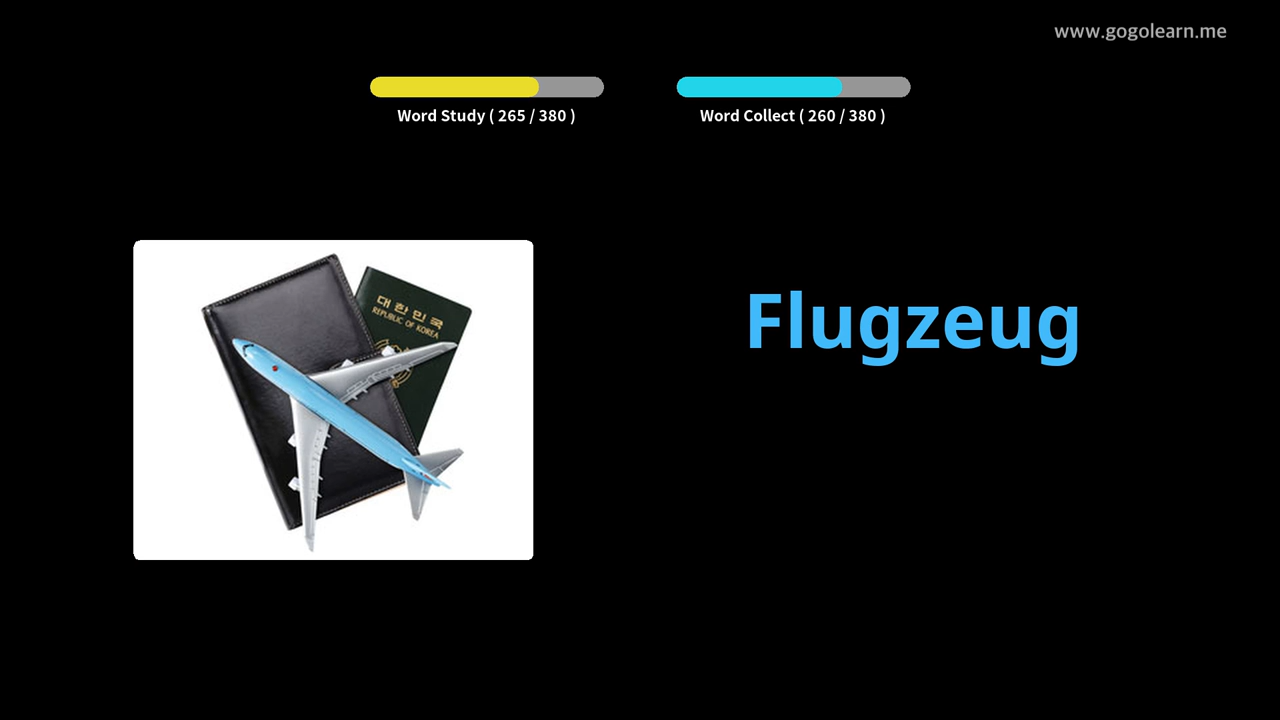 www.gogolearn.me
Word Study ( 265 / 380 )
Word Collect ( 260 / 380 )
대한민국
REPUBLIC OF KOREA
Flugzeug